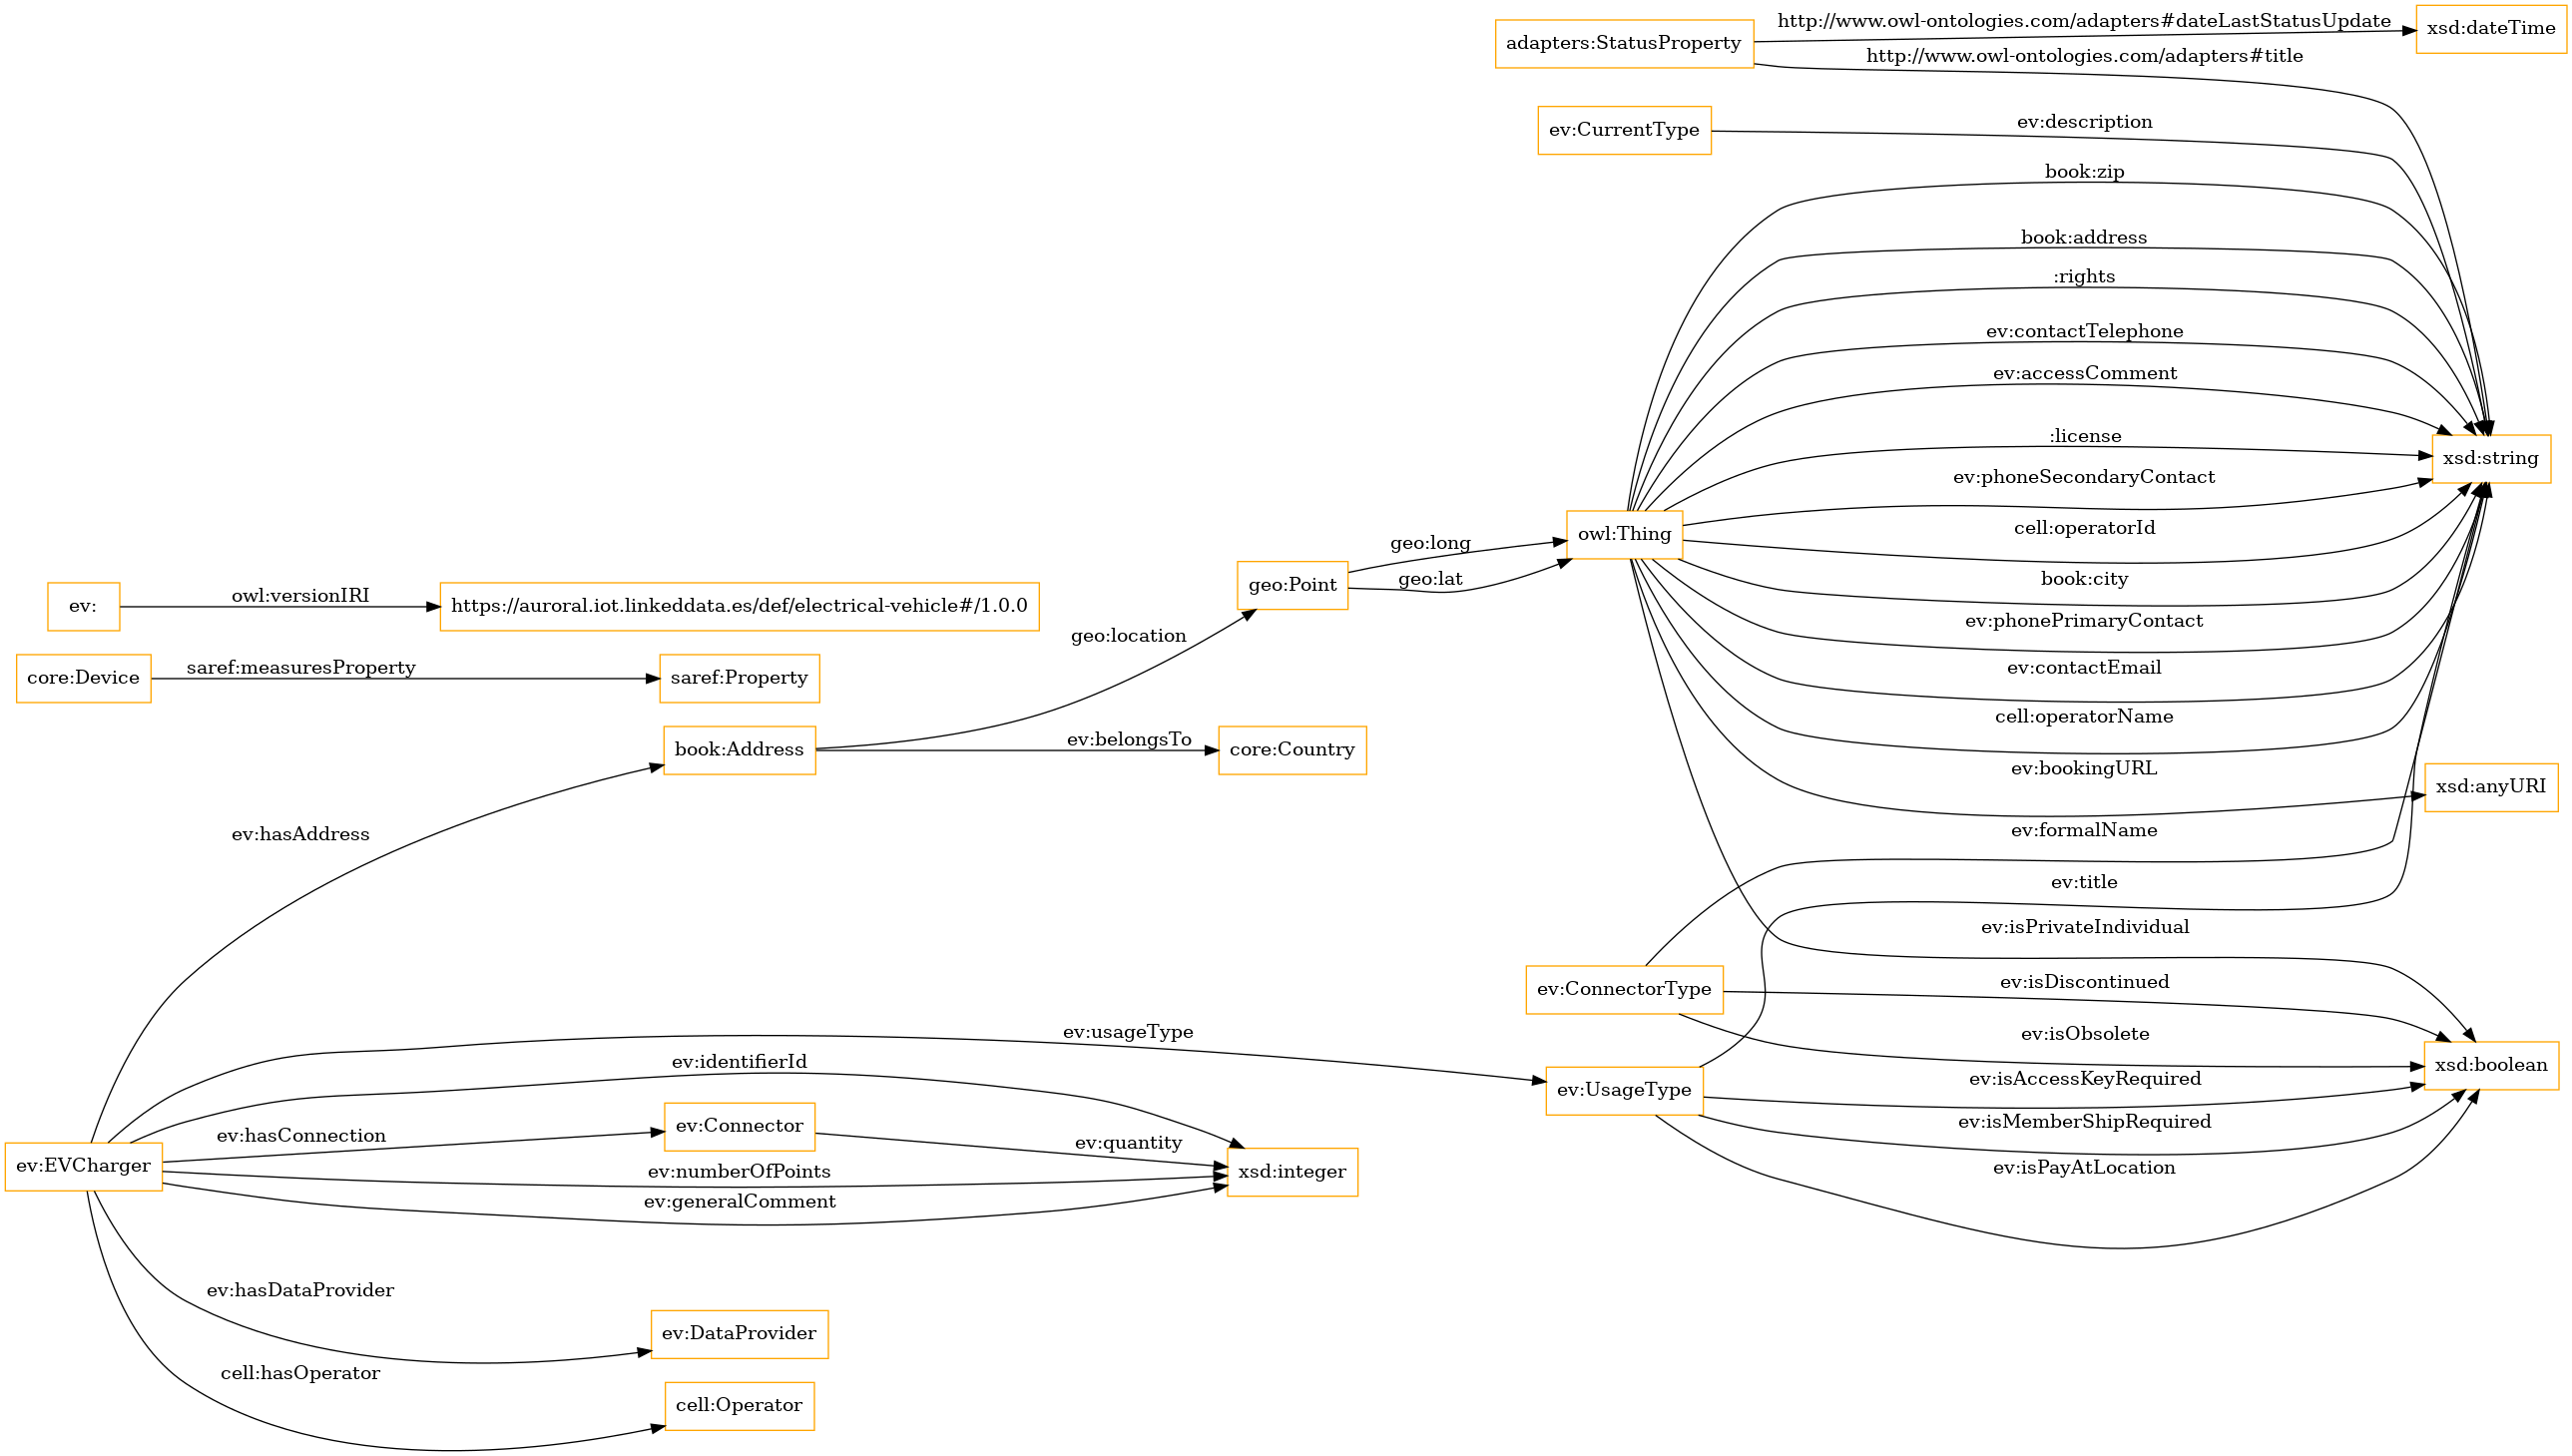 http://www.owl-ontologies.com/adapters#dateLastStatusUpdate
xsd:dateTime
adapters:StatusProperty
http://www.owl-ontologies.com/adapters#title
ev:CurrentType
ev:description
book:zip
book:address
:rights
ev:contactTelephone
ev:accessComment
:license
xsd:string
ev:phoneSecondaryContact
cell:operatorId
owl:Thing
geo:long
geo:lat
geo:Point
book:city
ev:phonePrimaryContact
ev:contactEmail
cell:operatorName
ev:bookingURL
xsd:anyURI
ev:
owl:versionIRI
https://auroral.iot.linkeddata.es/def/electrical-vehicle#/1.0.0
geo:location
core:Device
saref:measuresProperty
saref:Property
book:Address
ev:belongsTo
core:Country
ev:hasAddress
ev:formalName
ev:title
ev:isPrivateIndividual
ev:ConnectorType
ev:isDiscontinued
ev:isObsolete
xsd:boolean
ev:usageType
ev:UsageType
ev:isAccessKeyRequired
ev:isMemberShipRequired
ev:isPayAtLocation
ev:identifierId
ev:hasConnection
ev:Connector
ev:quantity
ev:EVCharger
ev:numberOfPoints
xsd:integer
ev:generalComment
ev:hasDataProvider
ev:DataProvider
cell:hasOperator
cell:Operator